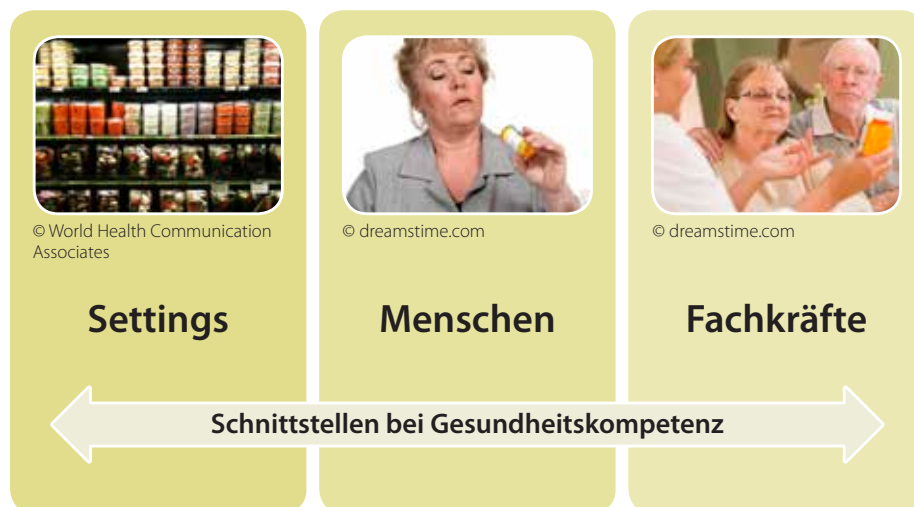 © World Health Communication
Associates
© dreamstime.com
© dreamstime.com
Settings
Menschen
Fachkräfte
Schnittstellen bei Gesundheitskompetenz